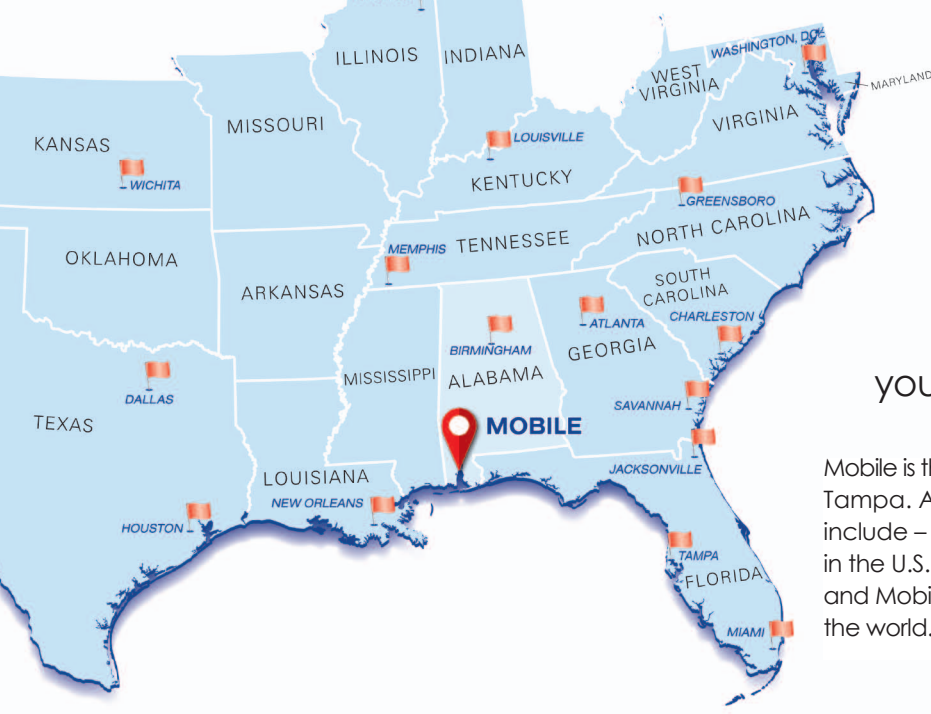 ILLINOIS
INDIANA
WASHINGTON, DC
WEST
VIRGINIA
MARYLAND
MISSOURI
VIRGINIA
KANSAS
LOUISVILLE
WICHITA
KENTUCKY
GREENSBORO
NORTH CAROLINA
MEMPHIS
TENNESSEE
OKLAHOMA
ARKANSAS
SOUTH
CAROLINA
CHARLESTON
ATLANTA
BIRMINGHAM
GEORGIA
MISSISSIPPI
ALABAMA
DALLAS
SAVANNAH
TEXAS
MOBILE
JACKSONVILLE
LOUISIANA
NEW ORLEANS
HOUSTON
TAMPA
FLORIDA
MIAMI
you
Mobile is th
Tampa. A
include –
in the U.S.
and Mobi
the world.